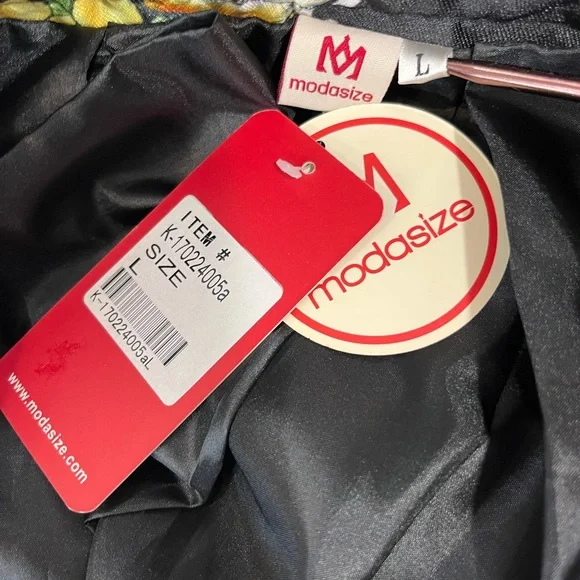 modasize
L
M
modasize
ITEM #
K-170224005a
SIZE
L
K-170224005aL
www.modasize.com